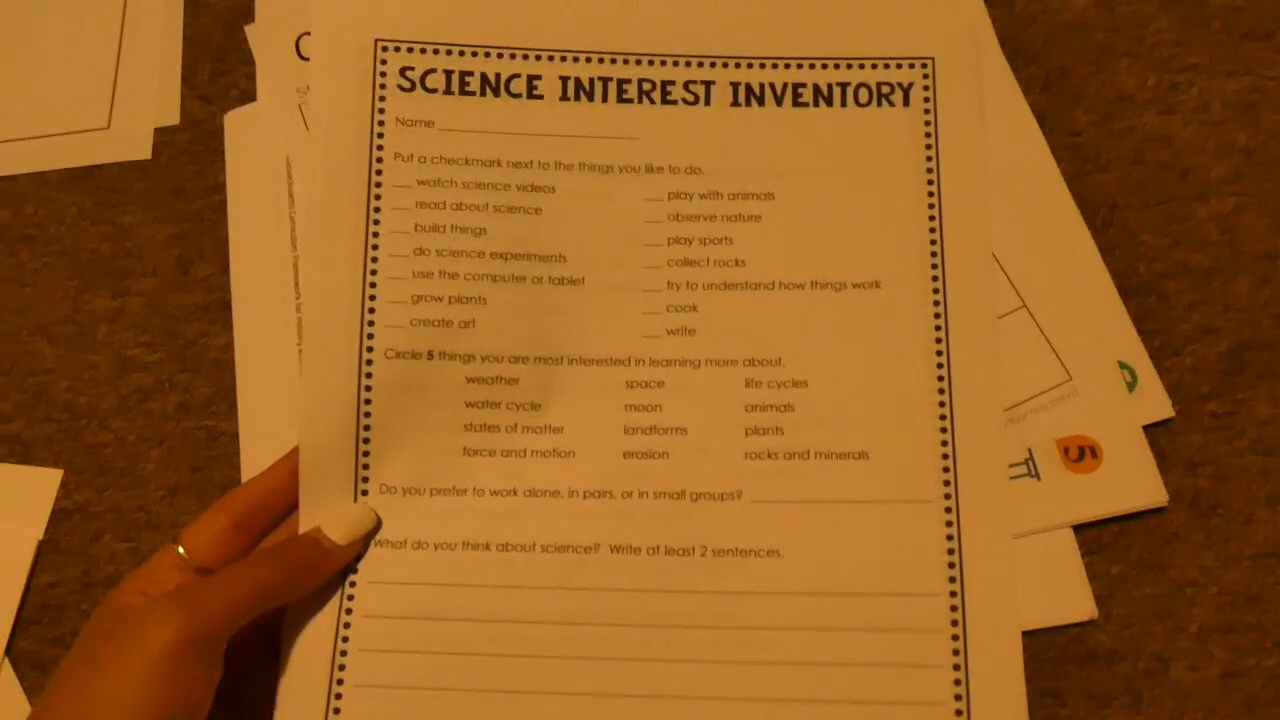 SCIENCE INTEREST INVENTORY
Name
Put a checkmark next to the things you like to do.
watch science videos
read about science
build things
do science experiments
use the computer or tablet
grow plants
create art
play with animals
observe nature
play sports
collect rocks
try to understand how things work
cook
write
Circle 5 things you are most interested in learning more about.
weather space life cycles
water cycle moon animals
states of matter landforms plants
force and motion erosion rocks and minerals
Do you prefer to work alone, in pairs, or in small groups?
What do you think about science? Write at least 2 sentences.
5